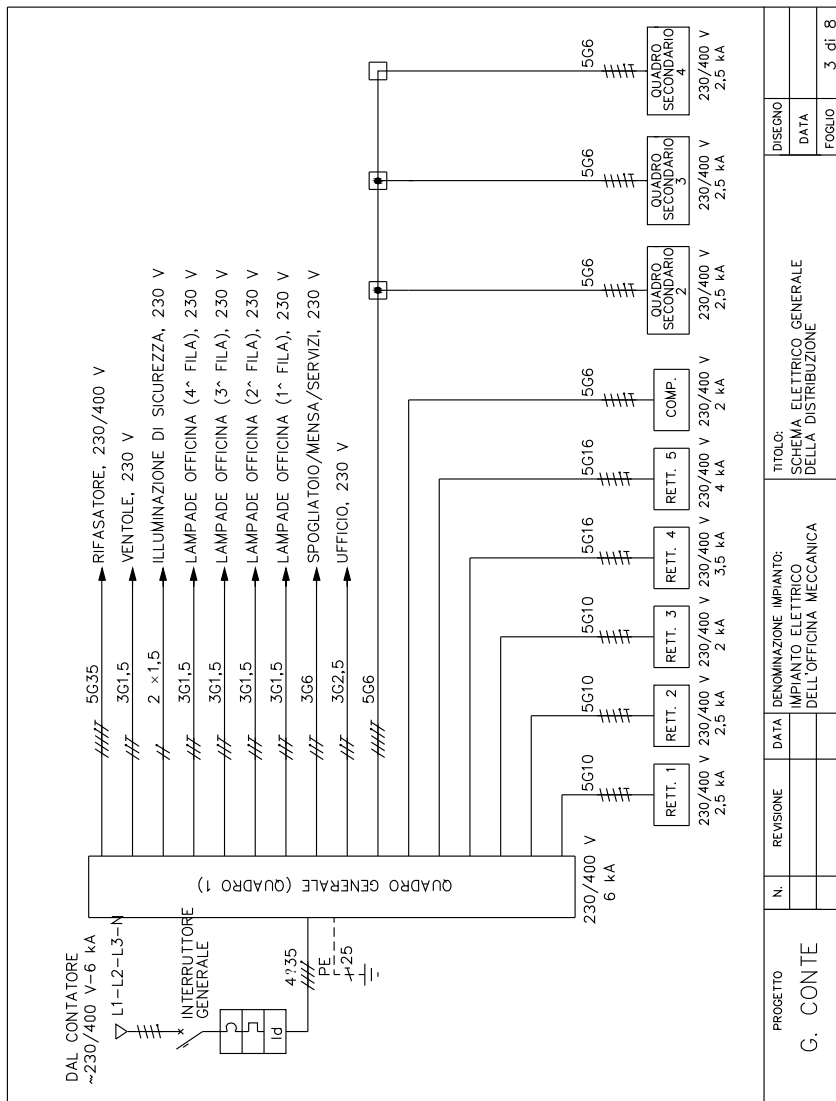 DAL CONTATORE
~230/400 V-6 kA
L1-L2-L3-N
INTERRUTTORE
GENERALE
Id
4?35
PE
125
QUADRO GENERALE (QUADRO 1)
230/400 V
6 kA
5G35
RIFASATORE, 230/400 V
3G1,5
VENTOLE, 230 V
2 ×1,5
ILLUMINAZIONE DI SICUREZZA, 230 V
3G1,5
LAMPADE OFFICINA (4^ FILA), 230 V
3G1,5
LAMPADE OFFICINA (3^ FILA), 230 V
3G1,5
LAMPADE OFFICINA (2^ FILA), 230 V
3G1,5
LAMPADE OFFICINA (1^ FILA), 230 V
3G6
SPOGLIATOIO/MENSA/SERVIZI, 230 V
3G2,5
UFFICIO, 230 V
5G6
5G10
RETT. 1
230/400 V
2,5 kA
5G10
RETT. 2
230/400 V
2,5 kA
5G10
RETT. 3
230/400 V
2 kA
5G16
RETT. 4
230/400 V
3,5 kA
5G16
RETT. 5
230/400 V
4 kA
5G6
COMP.
230/400 V
2 kA
5G6
QUADRO
SECONDARIO
2
230/400 V
2,5 kA
5G6
QUADRO
SECONDARIO
3
230/400 V
2,5 kA
5G6
QUADRO
SECONDARIO
4
230/400 V
2,5 kA
PROGETTO
G. CONTE
N.
REVISIONE
DATA
DENOMINAZIONE IMPIANTO:
IMPIANTO ELETTRICO
DELL'OFFICINA MECCANICA
TITOLO:
SCHEMA ELETTRICO GENERALE
DELLA DISTRIBUZIONE
DISEGNO
DATA
FOGLIO
3 di 8